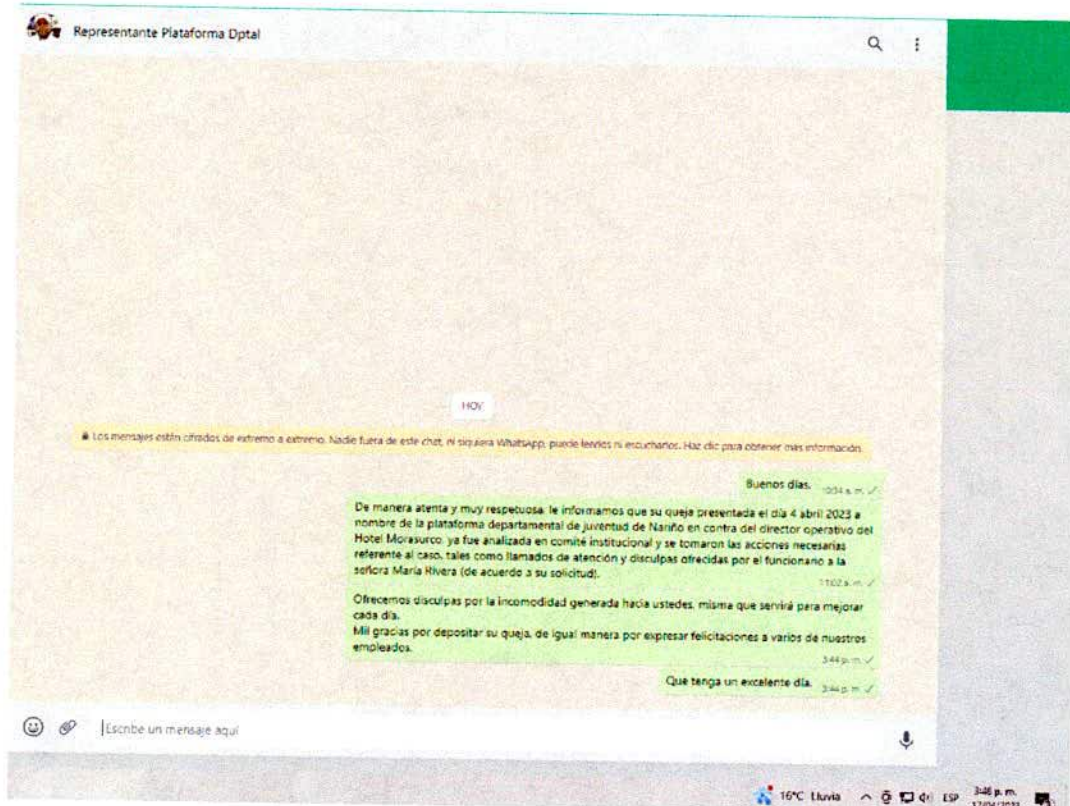 Representante Plataforma Dptal
HOY
Los mensajes están cifrados de extremo a extremo. Nadie fuera de este chat, ni siquiera WhatsApp, puede leerlos ni escucharlos. Haz clic para obtener más información.
Buenos días.
10:34 a. m.
De manera atenta y muy respetuosa, le informamos que su queja presentada el día 4 abril 2023 a
nombre de la plataforma departamental de juventud de Nariño en contra del director operativo del
Hotel Morasurco, ya fue analizada en comité institucional y se tomaron las acciones necesarias
referente al caso, tales como llamados de atención y disculpas ofrecidas por el funcionario a la
señora María Rivera (de acuerdo a su solicitud).
11:02 a. m.
Ofrecemos disculpas por la incomodidad generada hacia ustedes, misma que servirá para mejorar
cada día.
Mil gracias por depositar su queja, de igual manera por expresar felicitaciones a varios de nuestros
empleados.
3:44 p. m.
Que tenga un excelente día.
3:44 p. m.
Escribe un mensaje aquí
16°C Lluvia
ESP
3:46 p. m.